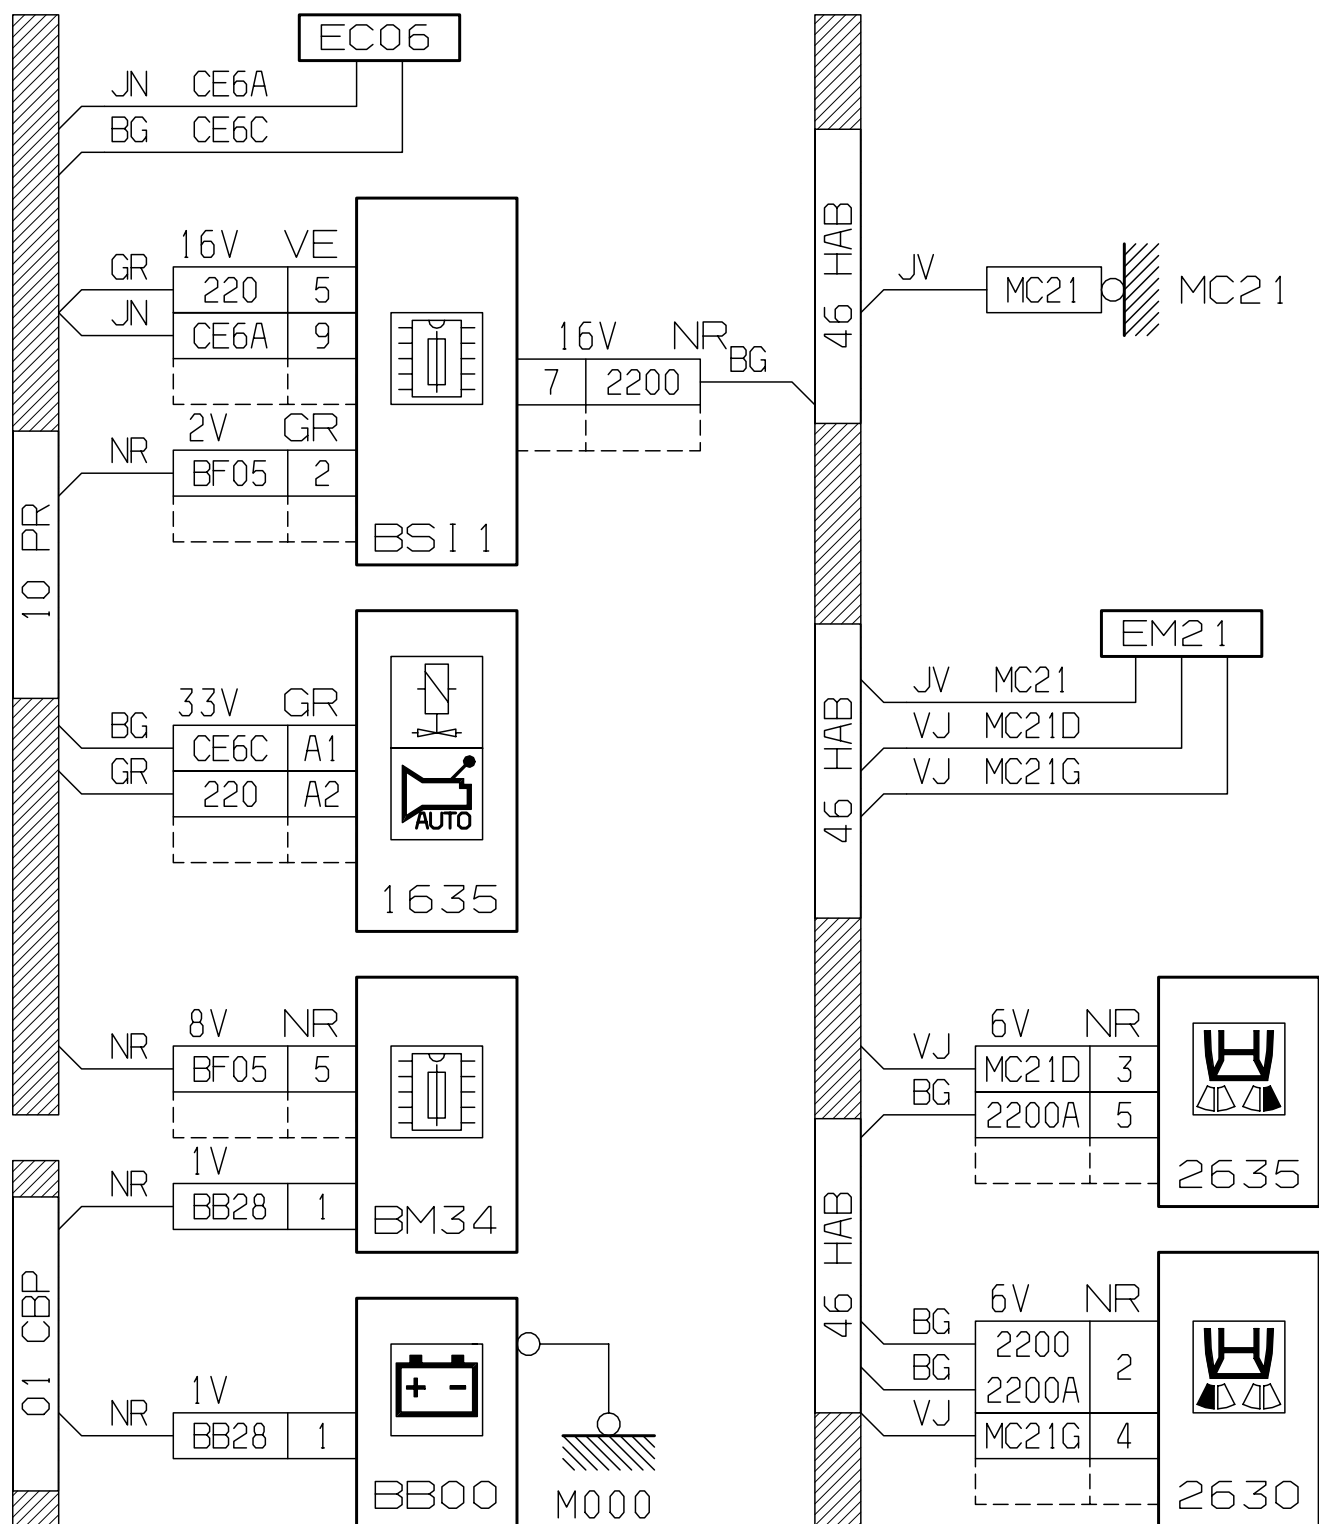 EC06
JN CE6A
BG CE6C
16V VE
GR 220 5
JN CE6A 9
2V GR
NR BF05 2
BSI1
16V NR
7 2200 BG
10 PR
33V GR
BG CE6C A1
GR 220 A2
AUTO
1635
8V NR
NR BF05 5
1V
NR BB28 1
BM34
01 CBP
1V
NR BB28 1
+ -
BB00
M000
46 HAB
JV MC21 MC21
EM21
JV MC21
VJ MC21D
VJ MC21G
46 HAB
6V NR
VJ MC21D 3
BG 2200A 5
2635
46 HAB
6V NR
BG 2200
BG 2200A 2
VJ MC21G 4
2630